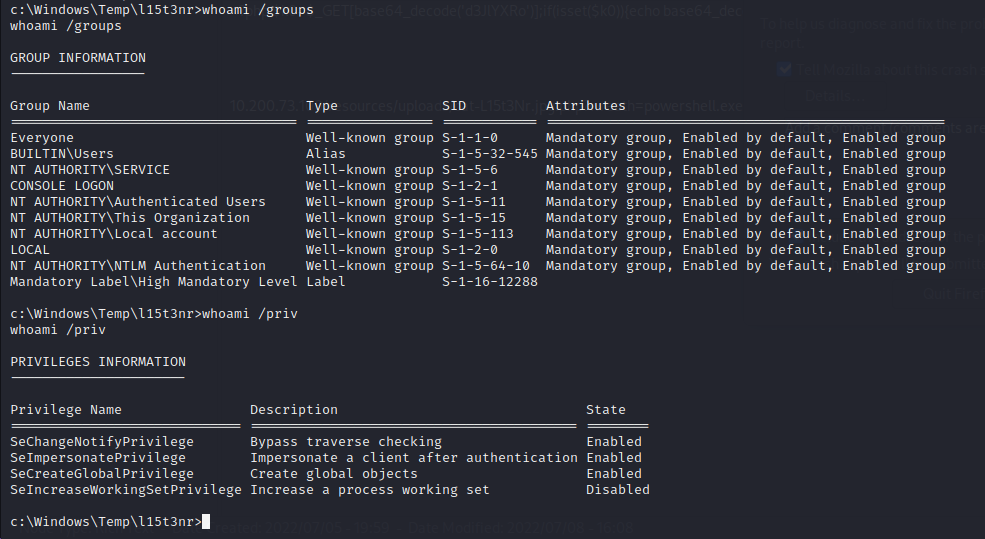 c:\Windows\Temp\l15t3nr>whoami /groups
whoami /groups
GROUP INFORMATION
-----------------
Group Name Type SID Attributes
Everyone Well-known group S-1-1-0 Mandatory group, Enabled by default, Enabled group
BUILTIN\Users Alias S-1-5-32-545 Mandatory group, Enabled by default, Enabled group
NT AUTHORITY\SERVICE Well-known group S-1-5-6 Mandatory group, Enabled by default, Enabled group
CONSOLE LOGON Well-known group S-1-2-1 Mandatory group, Enabled by default, Enabled group
NT AUTHORITY\Authenticated Users Well-known group S-1-5-11 Mandatory group, Enabled by default, Enabled group
NT AUTHORITY\This Organization Well-known group S-1-5-15 Mandatory group, Enabled by default, Enabled group
NT AUTHORITY\Local account Well-known group S-1-5-113 Mandatory group, Enabled by default, Enabled group
LOCAL Well-known group S-1-2-0 Mandatory group, Enabled by default, Enabled group
NT AUTHORITY\NTLM Authentication Well-known group S-1-5-64-10 Mandatory group, Enabled by default, Enabled group
Mandatory Label\High Mandatory Level Label S-1-16-12288
c:\Windows\Temp\l15t3nr>whoami /priv
whoami /priv
PRIVILEGES INFORMATION
----------------------
Privilege Name Description State
SeChangeNotifyPrivilege Bypass traverse checking Enabled
SeImpersonatePrivilege Impersonate a client after authentication Enabled
SeCreateGlobalPrivilege Create global objects Enabled
SeIncreaseWorkingSetPrivilege Increase a process working set Disabled
c:\Windows\Temp\l15t3nr>